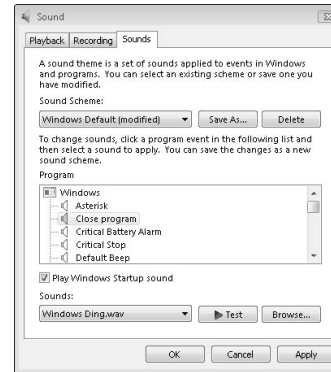 Sound
Playback Recording Sounds
A sound theme is a set of sounds applied to events in Windows
and programs. You can select an existing scheme or save one you
have modified.
Sound Scheme:
Windows Default (modified) Save As... Delete
To change sounds, click a program event in the following list and
then select a sound to apply. You can save the changes as a new
sound scheme.
Program
Windows
Asterisk
Close program
Critical Battery Alarm
Critical Stop
Default Beep
Play Windows Startup sound
Sounds:
Windows Ding.wav Test Browse...
OK Cancel Apply